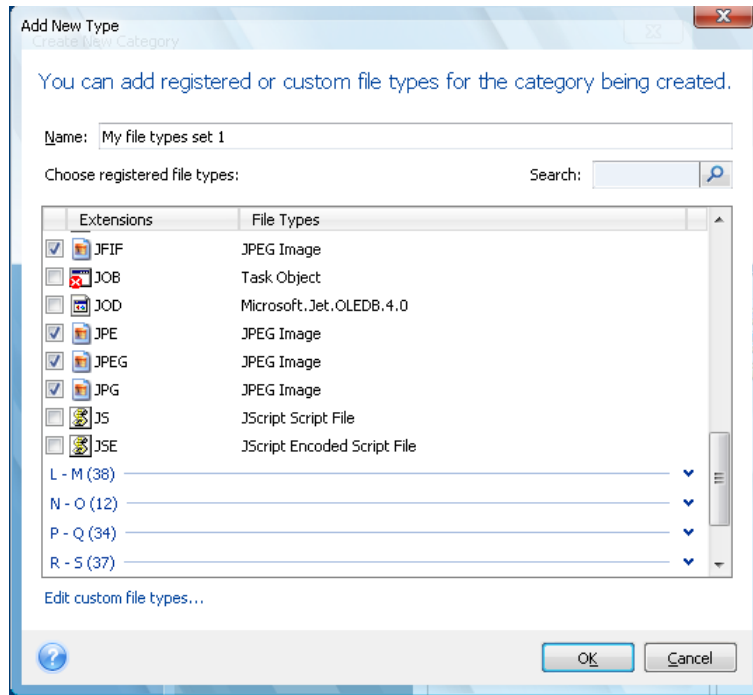 Add New Type
Create New Category
You can add registered or custom file types for the category being created.
Name: My file types set 1
Choose registered file types: Search:
Extensions File Types
JFIF JPEG Image
JOB Task Object
JOD Microsoft.Jet.OLEDB.4.0
JPE JPEG Image
JPEG JPEG Image
JPG JPEG Image
JS JScript Script File
JSE JScript Encoded Script File
L - M (38)
N - O (12)
P - Q (34)
R - S (37)
Edit custom file types...
OK Cancel